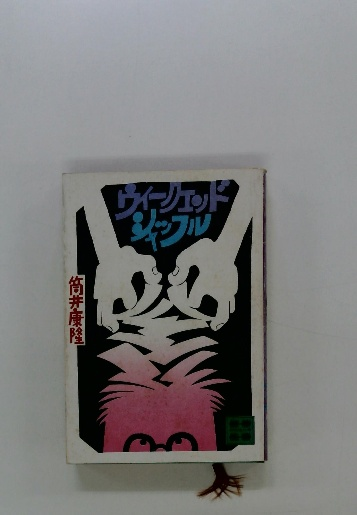 ウィークエンド
シャッフル
筒井康隆